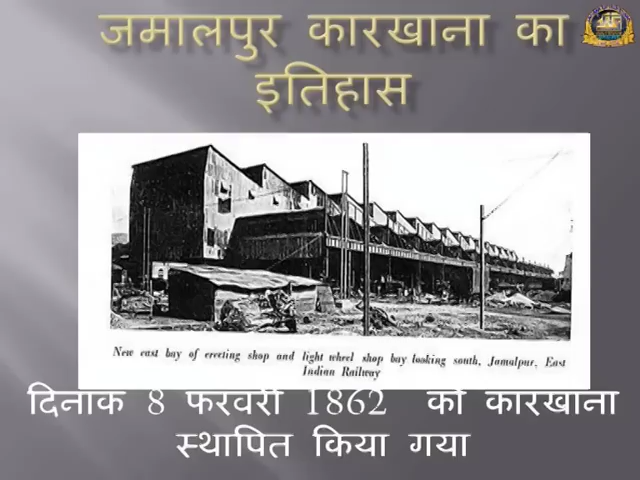 जमालपुर कारखाना का
इतिहास
New east bay of erecting shop and light wheel shop bay looking south, Jamalpur, East
Indian Railway
दिनांक 8 फरवरी 1862 को कारखाना
स्थापित किया गया